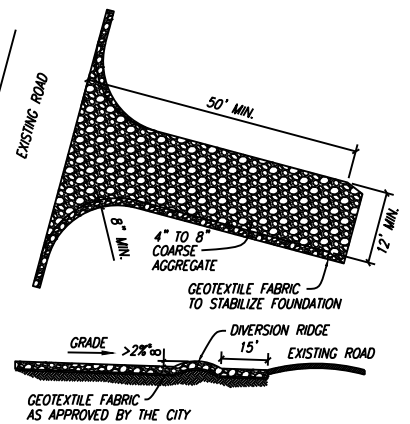 EXISTING ROAD
50' MIN.
8" MIN.
4" TO 8"
COARSE
AGGREGATE
12' MIN.
GEOTEXTILE FABRIC
TO STABILIZE FOUNDATION
DIVERSION RIDGE
GRADE
>2%
15'
EXISTING ROAD
GEOTEXTILE FABRIC
AS APPROVED BY THE CITY